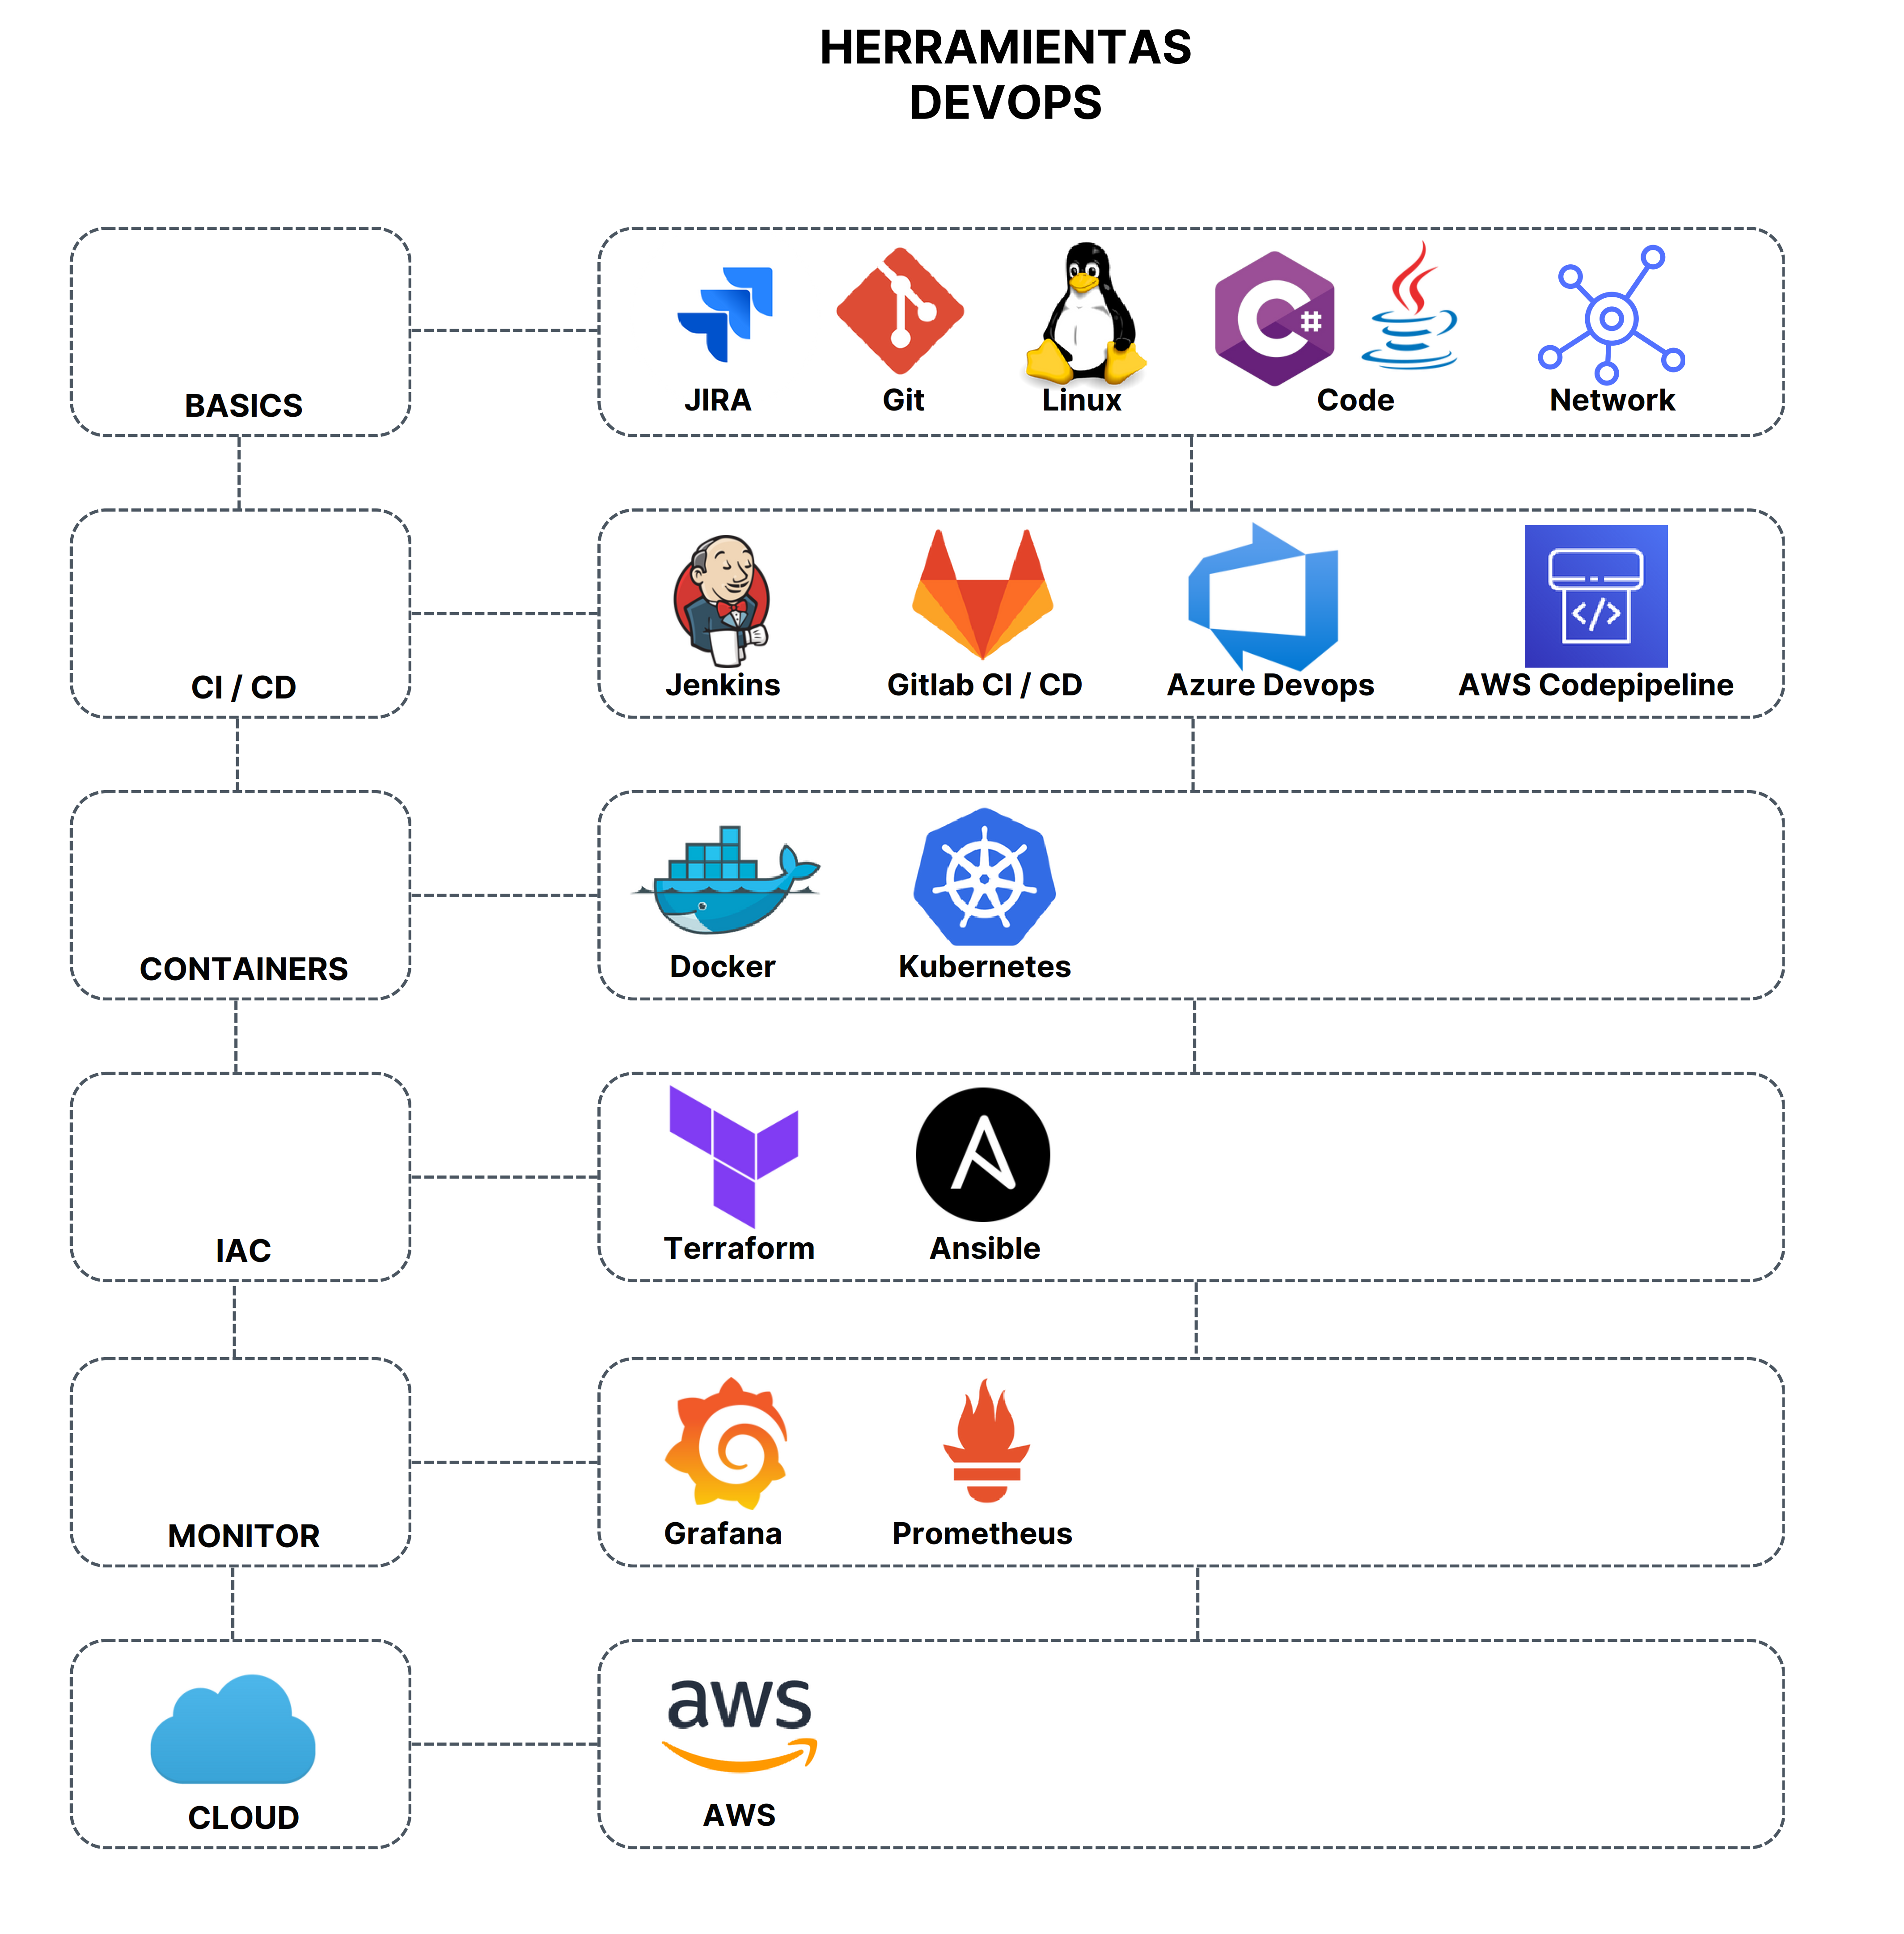 HERRAMIENTAS
DEVOPS
BASICS
#
JIRA Git Linux Code Network
CI / CD
</>
Jenkins Gitlab CI / CD Azure Devops AWS Codepipeline
CONTAINERS
Docker Kubernetes
IAC
Terraform Ansible
MONITOR
Grafana Prometheus
CLOUD
aws
AWS